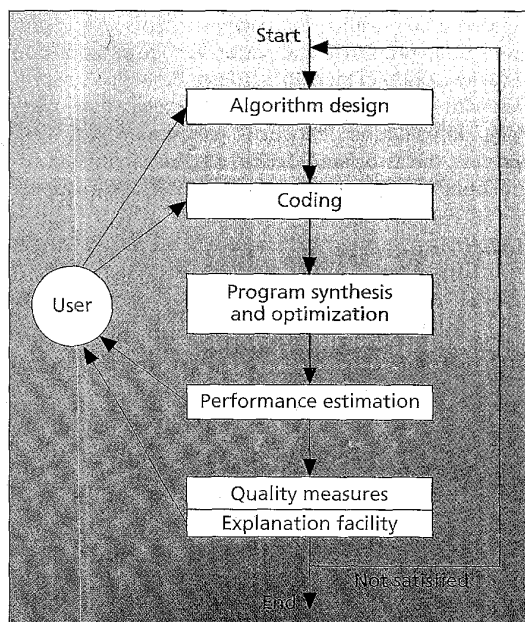 Start
Algorithm design
Coding
User
Program synthesis
and optimization
Performance estimation
Quality measures
Explanation facility
Not satisfied
End